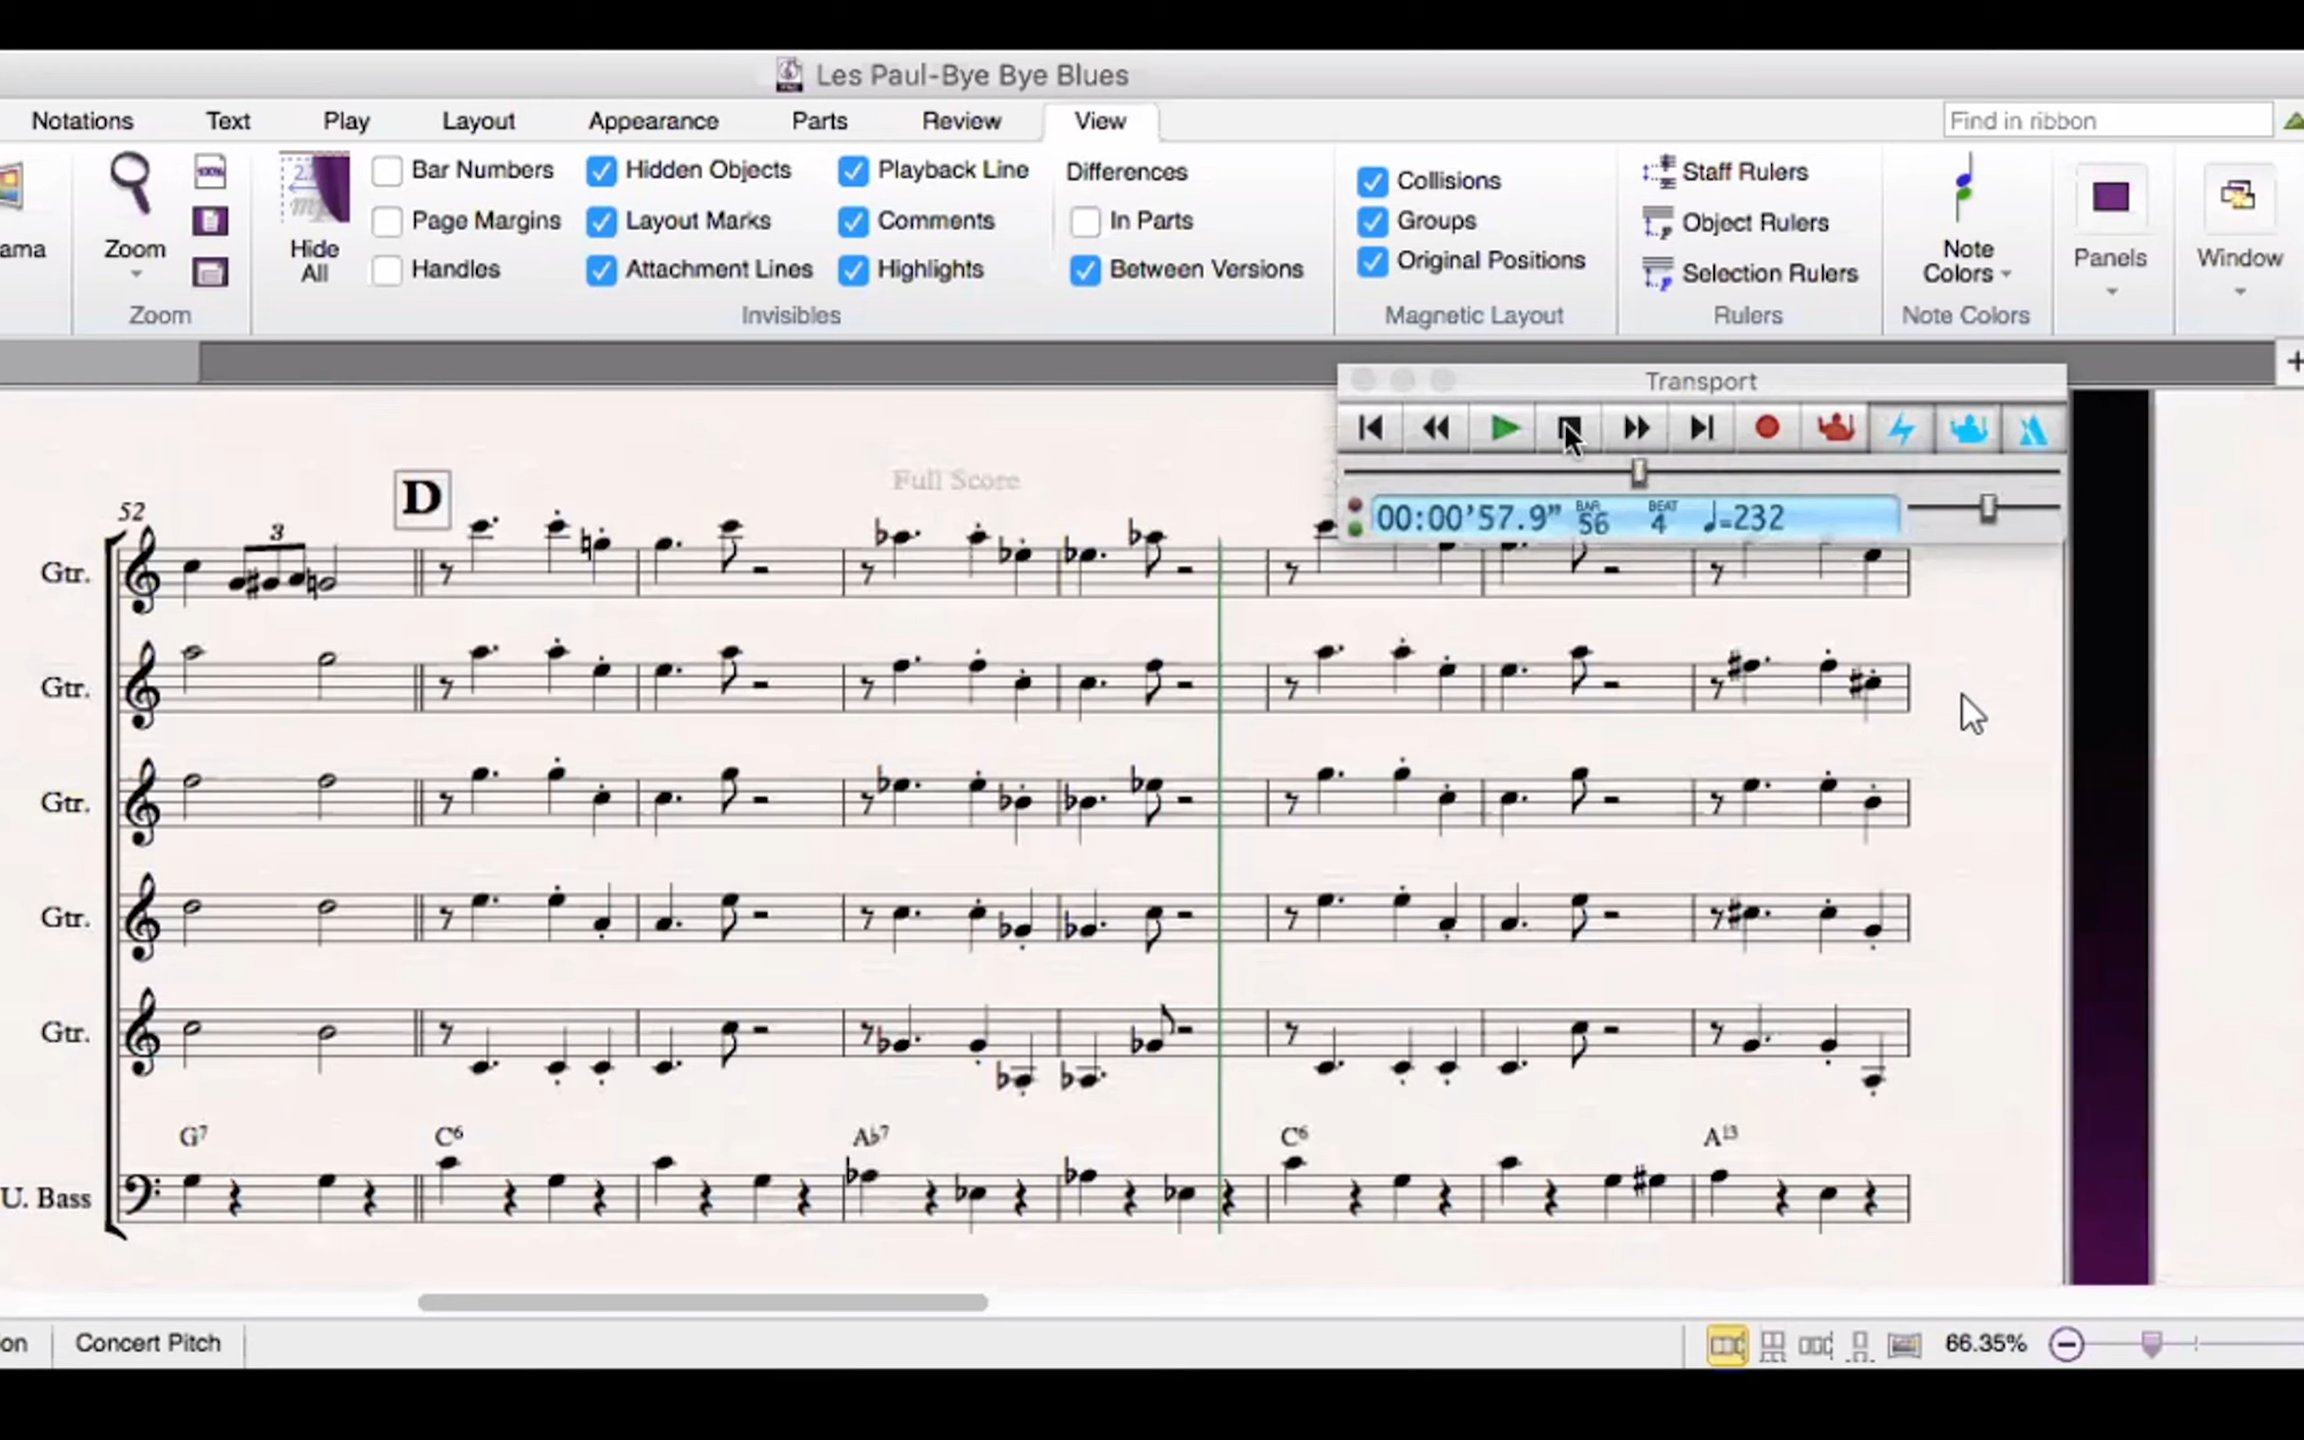 Les Paul-Bye Bye Blues
Notations Text Play Layout Appearance Parts Review View
Find in ribbon
ama
Zoom
100%
Hide All
Bar Numbers
Page Margins
Handles
Hidden Objects
Layout Marks
Attachment Lines
Playback Line
Comments
Highlights
Differences
In Parts
Between Versions
Collisions
Groups
Original Positions
Staff Rulers
Object Rulers
Selection Rulers
Note Colors
Panels
Window
Zoom Invisibles Magnetic Layout Rulers Note Colors
Transport
00:00'57.9" BAR 56 BEAT 4 ♩=232
Full Score
D
52
3
Gtr.
Gtr.
Gtr.
Gtr.
Gtr.
G7 C6 A♭7 C6 A13
U. Bass
on Concert Pitch 66.35%